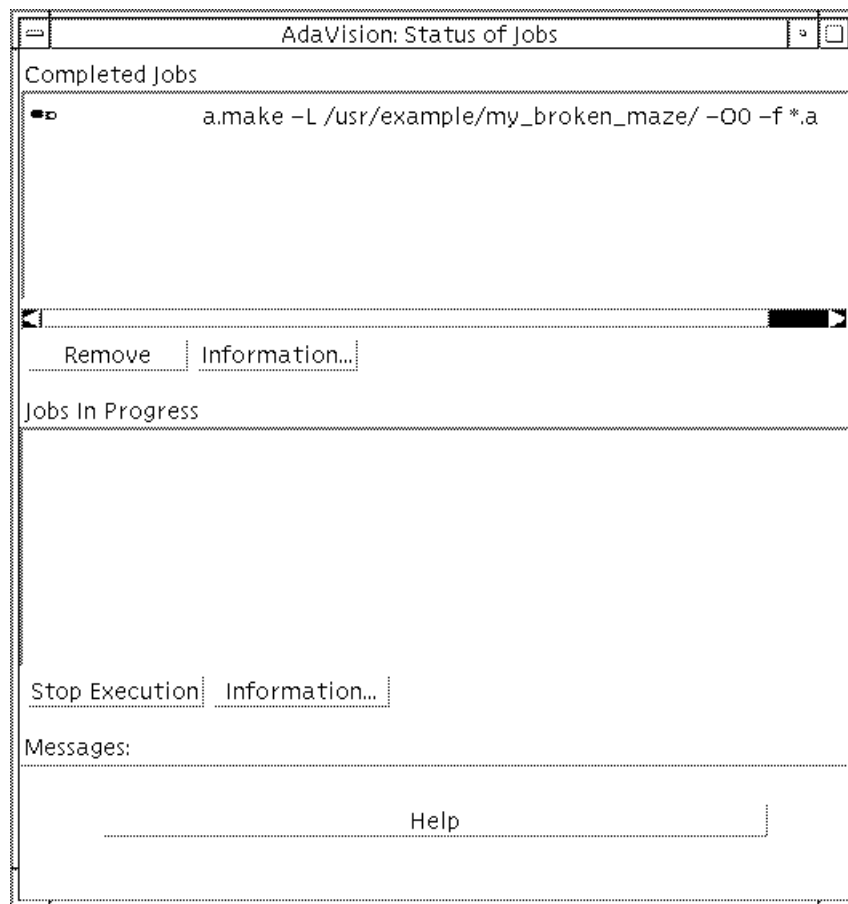 AdaVision: Status of Jobs
Completed Jobs
a.make –L /usr/example/my_broken_maze/ –O0 –f *.a
Remove Information...
Jobs In Progress
Stop Execution Information...
Messages:
Help